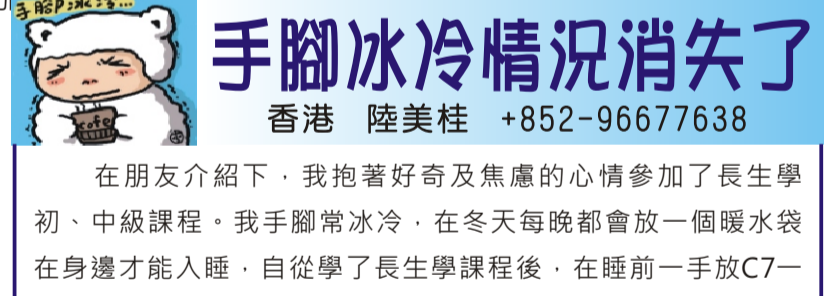 手腳冰冷...
手腳冰冷情況消失了
香港　陸美桂　+852-96677638
在朋友介紹下，我抱著好奇及焦慮的心情參加了長生學
初、中級課程。我手腳常冰冷，在冬天每晚都會放一個暖水袋
在身邊才能入睡，自從學了長生學課程後，在睡前一手放C7一
cofe